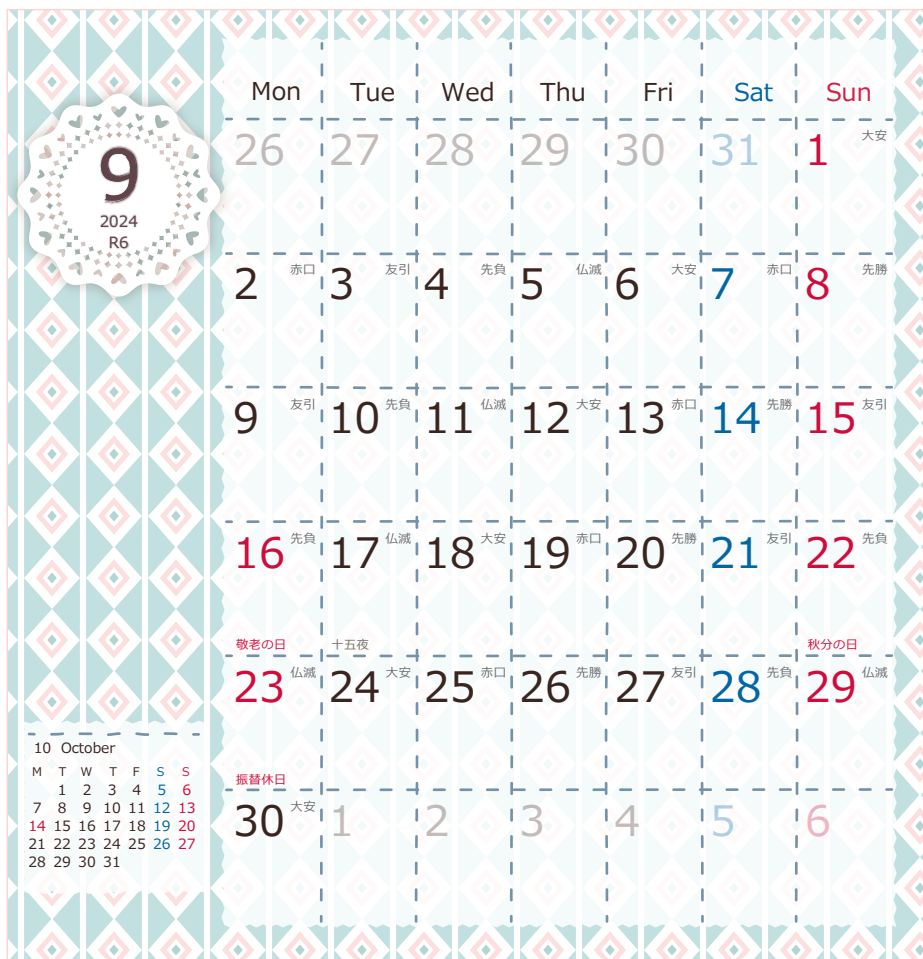 Mon Tue Wed Thu Fri Sat Sun
9
2024
R6
26 27 28 29 30 31 1 大安
2 赤口 3 友引 4 先負 5 仏滅 6 大安 7 赤口 8 先勝
9 友引 10 先負 11 仏滅 12 大安 13 赤口 14 先勝 15 友引
16 先負 17 仏滅 18 大安 19 赤口 20 先勝 21 友引 22 先負
敬老の日 十五夜 秋分の日
23 仏滅 24 大安 25 赤口 26 先勝 27 友引 28 先負 29 仏滅
振替休日
30 大安 1 2 3 4 5 6
10 October
M T W T F S S
1 2 3 4 5 6
7 8 9 10 11 12 13
14 15 16 17 18 19 20
21 22 23 24 25 26 27
28 29 30 31